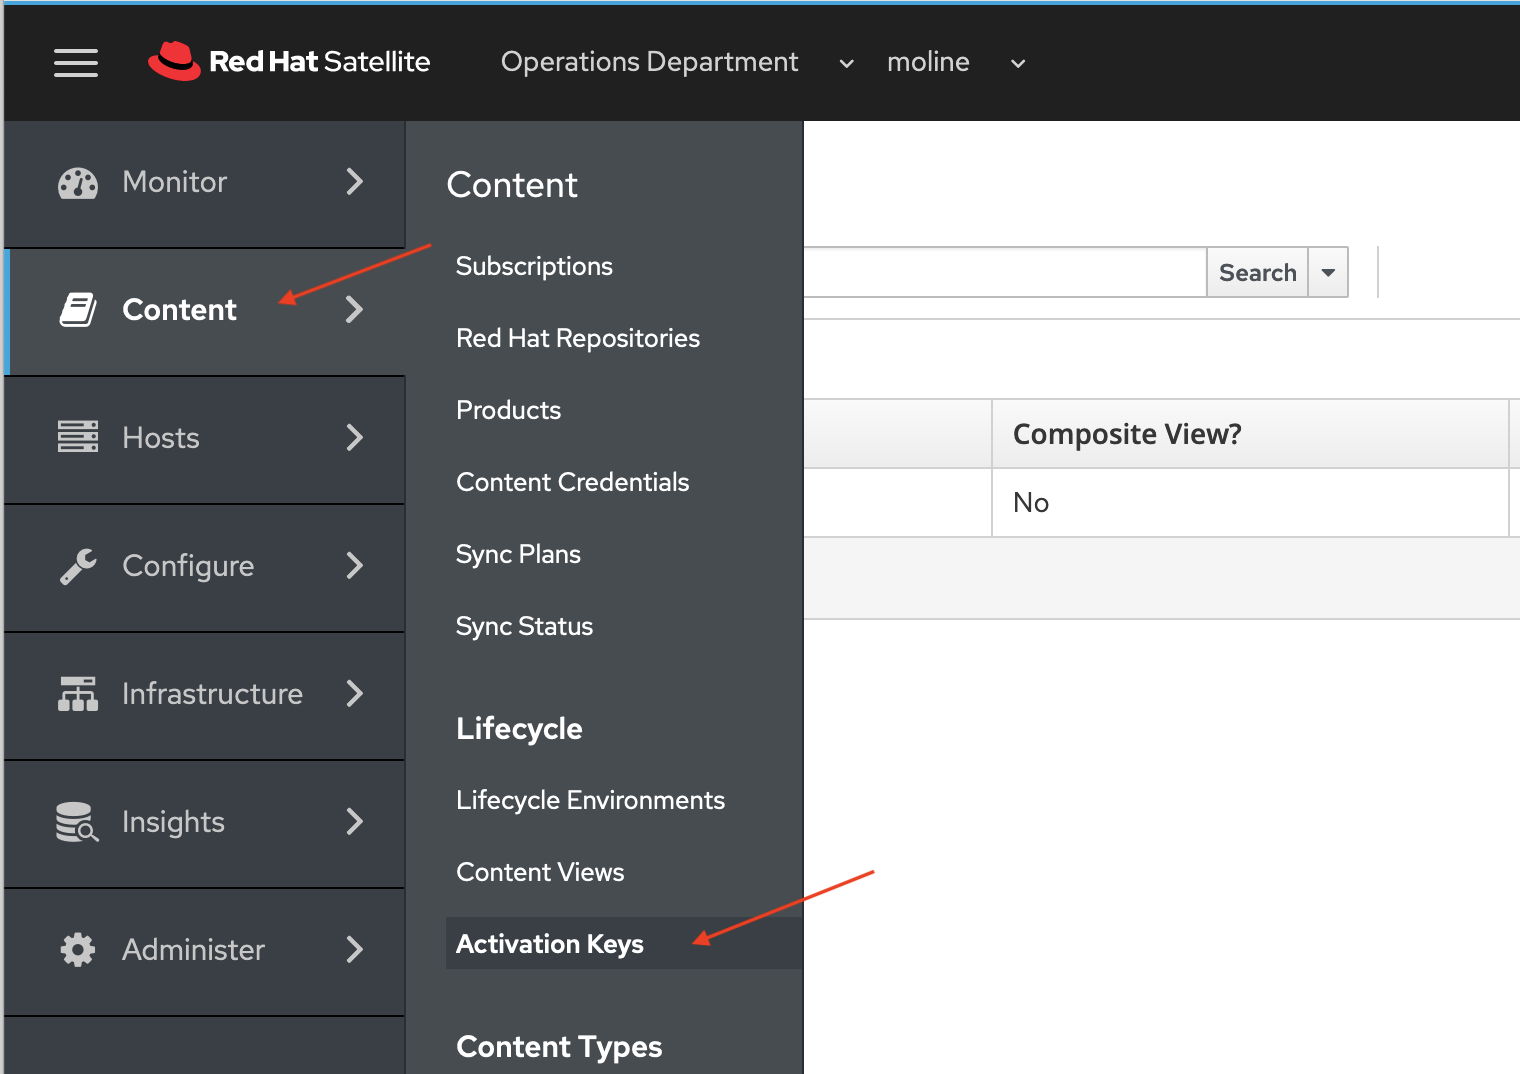 Red Hat Satellite
Operations Department
moline
Monitor
Content
Hosts
Configure
Infrastructure
Insights
Administer
Content
Subscriptions
Red Hat Repositories
Products
Content Credentials
Sync Plans
Sync Status
Lifecycle
Lifecycle Environments
Content Views
Activation Keys
Content Types
Search
Composite View?
No